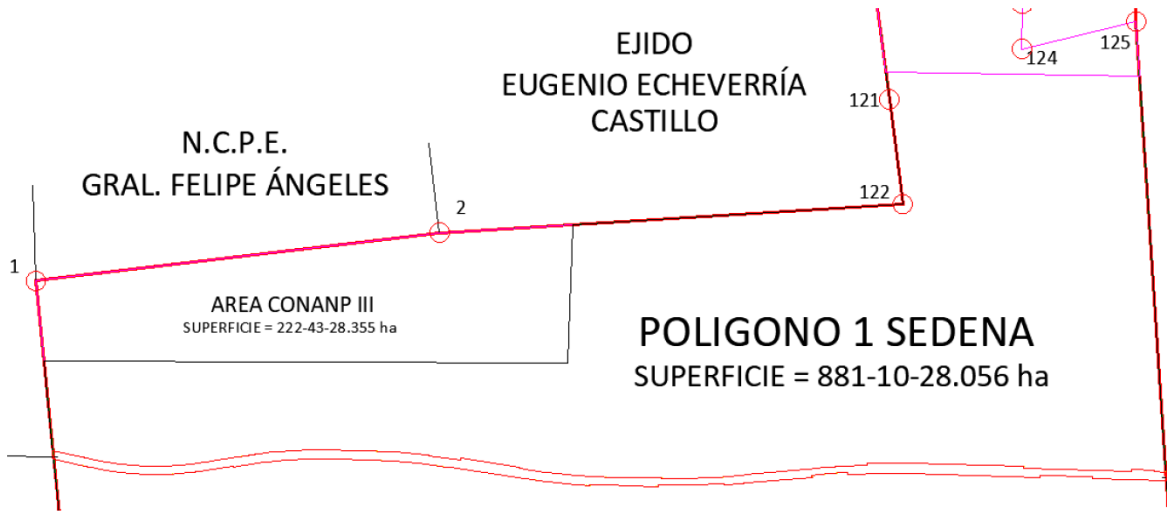 EJIDO
EUGENIO ECHEVERRÍA
CASTILLO
124
125
121
122
N.C.P.E.
GRAL. FELIPE ÁNGELES
2
1
AREA CONANP III
SUPERFICIE = 222-43-28.355 ha
POLIGONO 1 SEDENA
SUPERFICIE = 881-10-28.056 ha